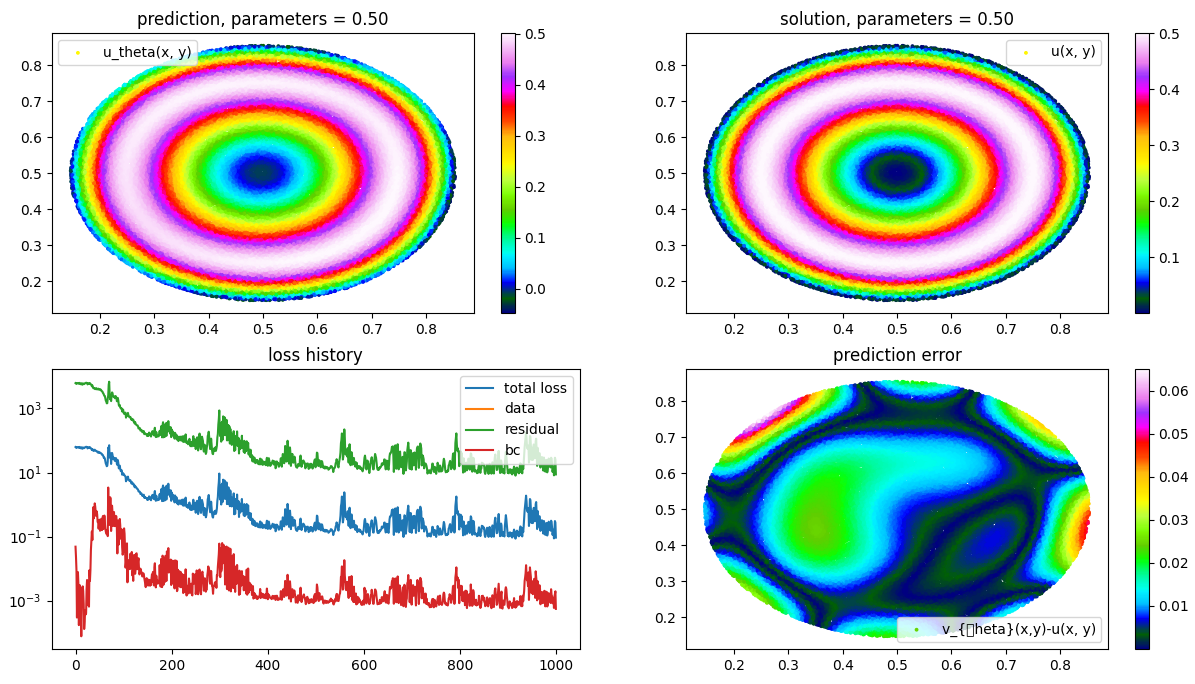 prediction, parameters = 0.50
u_theta(x, y)
0.8
0.7
0.6
0.5
0.4
0.3
0.2
0.2 0.3 0.4 0.5 0.6 0.7 0.8
0.5
0.4
0.3
0.2
0.1
0.0
solution, parameters = 0.50
u(x, y)
0.8
0.7
0.6
0.5
0.4
0.3
0.2
0.2 0.3 0.4 0.5 0.6 0.7 0.8
0.5
0.4
0.3
0.2
0.1
loss history
total loss
data
residual
bc
10³
10¹
10⁻¹
10⁻³
0 200 400 600 800 1000
prediction error
v_{▯heta}(x,y)-u(x, y)
0.8
0.7
0.6
0.5
0.4
0.3
0.2
0.2 0.3 0.4 0.5 0.6 0.7 0.8
0.06
0.05
0.04
0.03
0.02
0.01